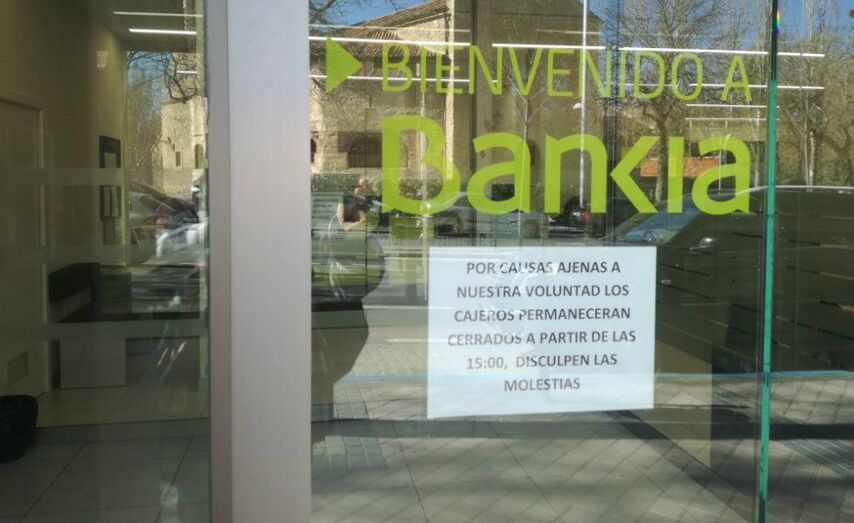 BIENVENIDO A
Bankia
POR CAUSAS AJENAS A
NUESTRA VOLUNTAD LOS
CAJEROS PERMANECERAN
CERRADOS A PARTIR DE LAS
15:00, DISCULPEN LAS
MOLESTIAS